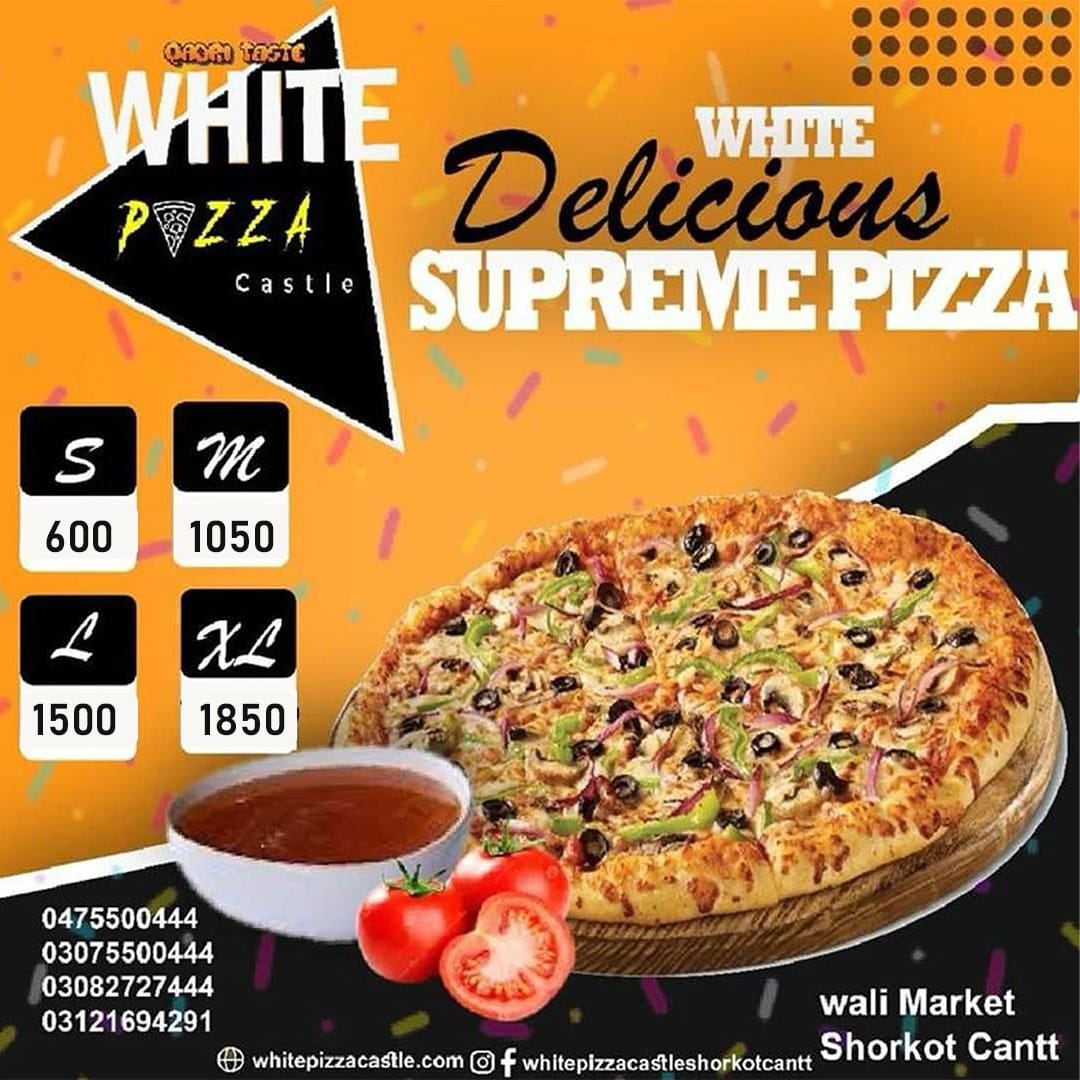 QADRI TASTE
WHITE
PIZZA
Castle
WHITE
Delicious
SUPREME PIZZA
S
M
600
1050
L
XL
1500
1850
0475500444
03075500444
03082727444
03121694291
wali Market
Shorkot Cantt
whitepizzacastle.com whitepizzacastleshorkotcantt